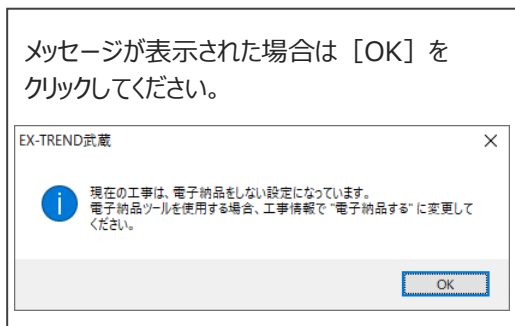 メッセージが表示された場合は［OK］を
クリックしてください。
EX-TREND武蔵
現在の工事は、電子納品をしない設定になっています。
電子納品ツールを使用する場合、工事情報で "電子納品する" に変更して
ください。
OK